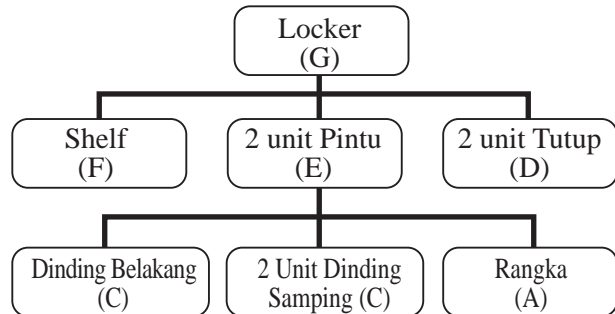 Locker
(G)
Shelf
(F)
2 unit Pintu
(E)
2 unit Tutup
(D)
Dinding Belakang
(C)
2 Unit Dinding
Samping (C)
Rangka
(A)